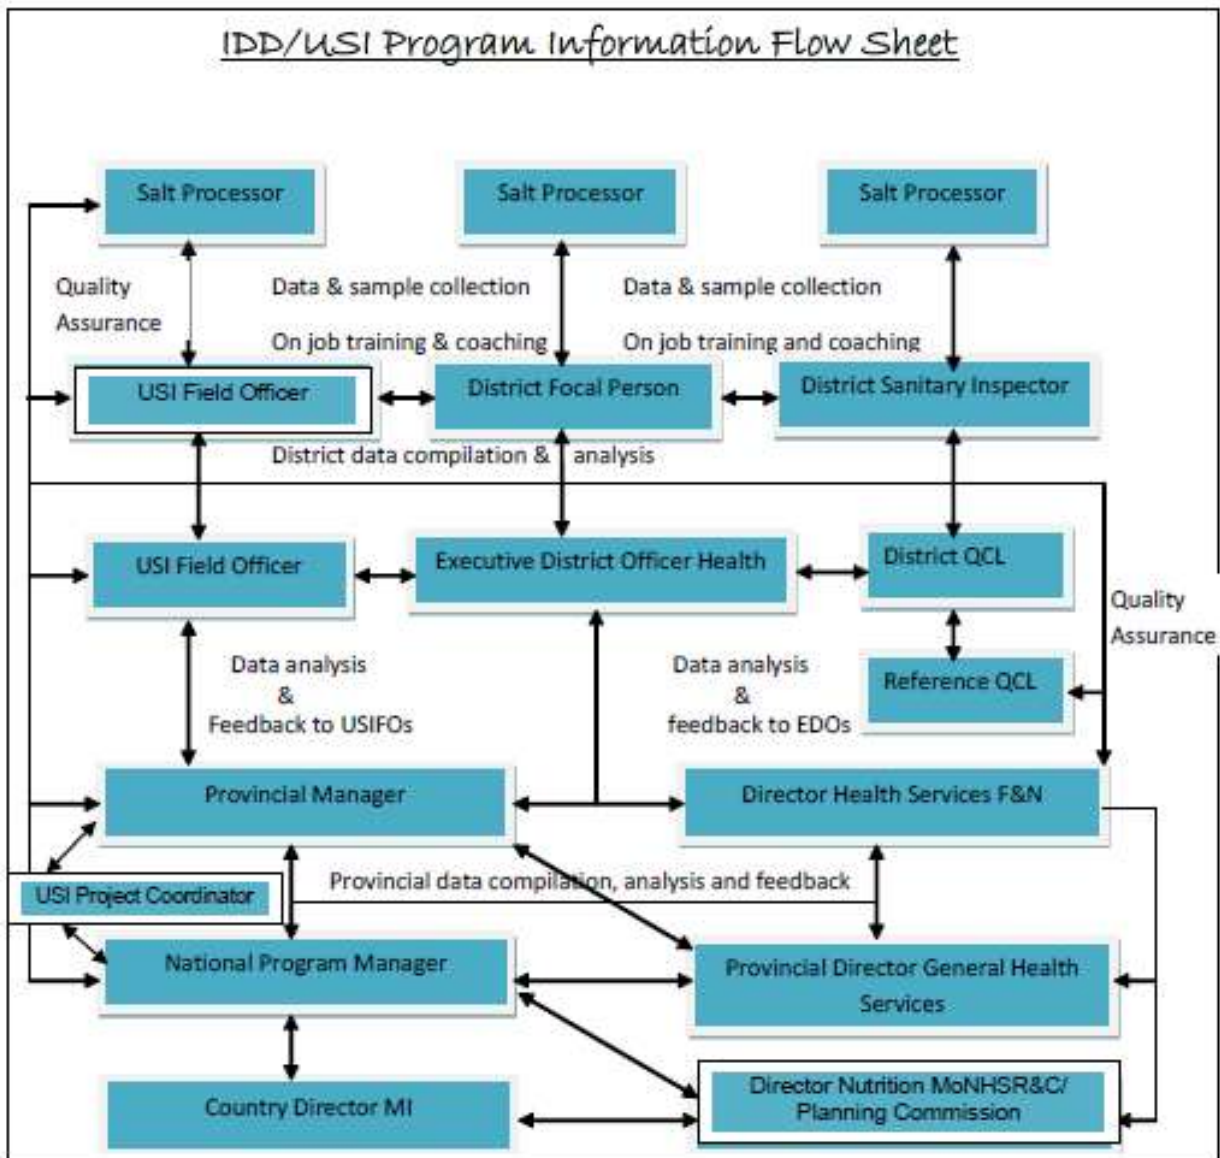 IDD/USI Program Information Flow Sheet
Salt Processor
Salt Processor
Salt Processor
Quality
Assurance
Data & sample collection
On job training & coaching
Data & sample collection
On job training and coaching
USI Field Officer
District Focal Person
District Sanitary Inspector
District data compilation & analysis
USI Field Officer
Executive District Officer Health
District QCL
Quality
Assurance
Data analysis
&
Feedback to USIFOs
Data analysis
&
feedback to EDOs
Reference QCL
Provincial Manager
Director Health Services F&N
USI Project Coordinator
Provincial data compilation, analysis and feedback
National Program Manager
Provincial Director General Health
Services
Country Director MI
Director Nutrition MoNHSR&C/
Planning Commission